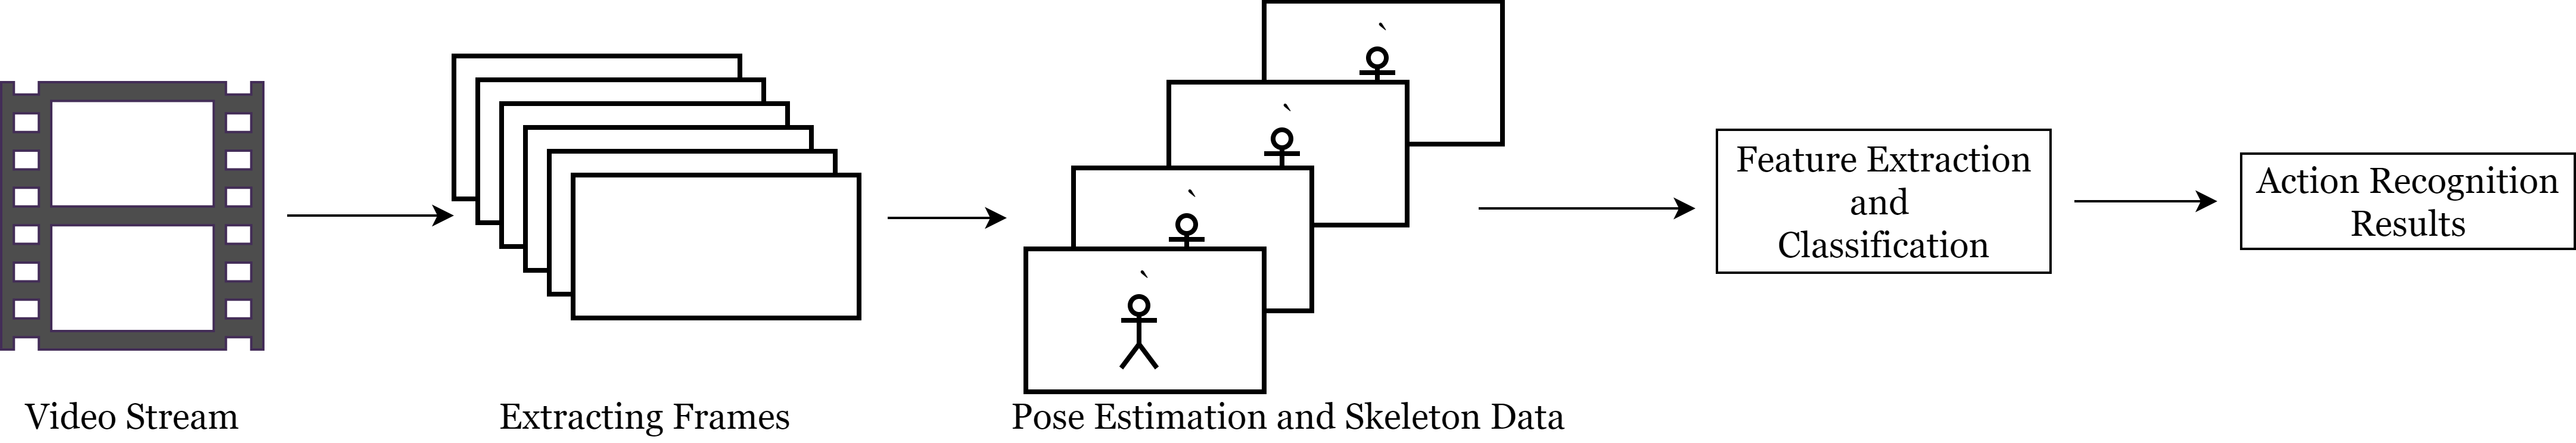 Video Stream
Extracting Frames
Pose Estimation and Skeleton Data
Feature Extraction
and
Classification
Action Recognition
Results